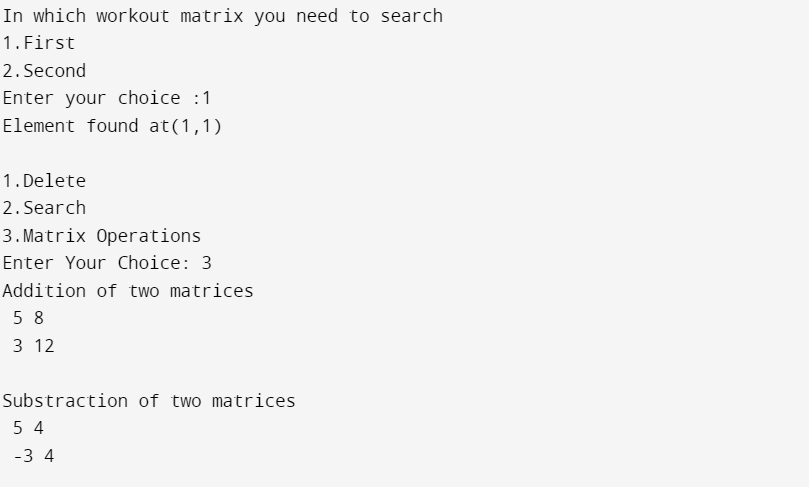 In which workout matrix you need to search
1.First
2.Second
Enter your choice :1
Element found at(1,1)
1.Delete
2.Search
3.Matrix Operations
Enter Your Choice: 3
Addition of two matrices
5 8
3 12
Substraction of two matrices
5 4
-3 4